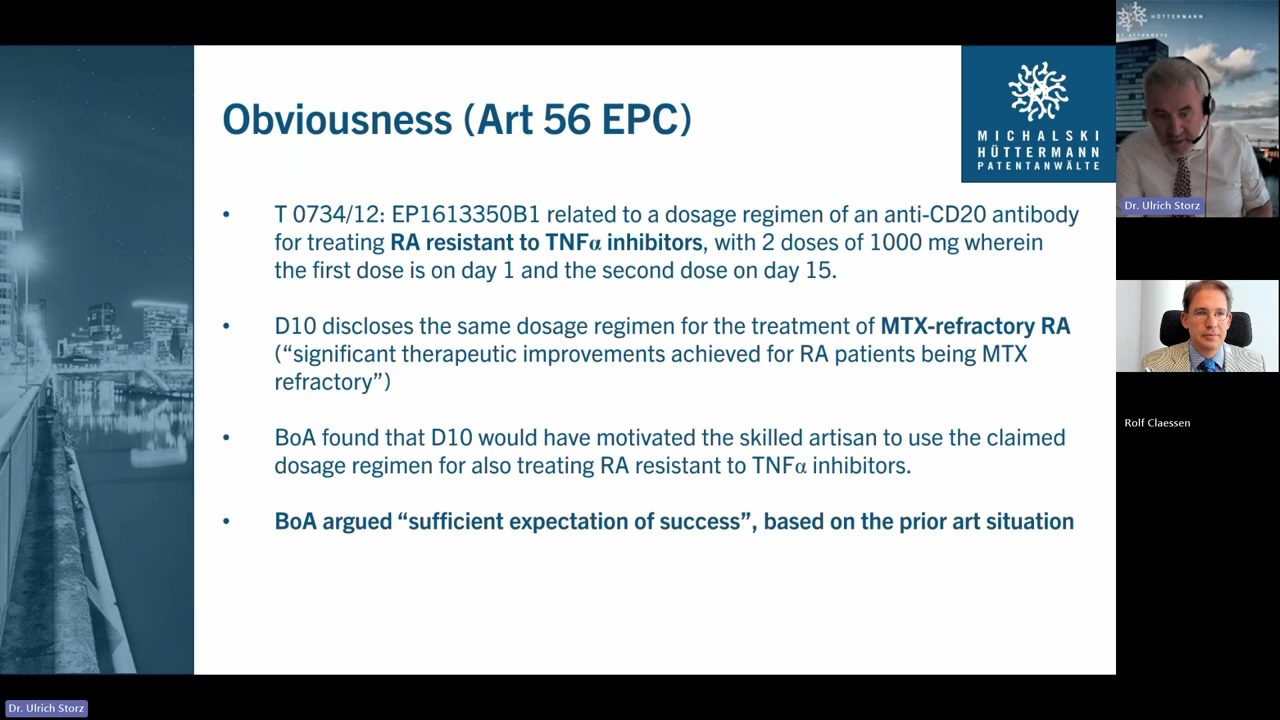 Obviousness (Art 56 EPC)
MICHALSKI
HÜTTERMANN
PATENTANWÄLTE
• T 0734/12: EP1613350B1 related to a dosage regimen of an anti-CD20 antibody
for treating RA resistant to TNFα inhibitors, with 2 doses of 1000 mg wherein
the first dose is on day 1 and the second dose on day 15.
• D10 discloses the same dosage regimen for the treatment of MTX-refractory RA
(“significant therapeutic improvements achieved for RA patients being MTX
refractory”)
• BoA found that D10 would have motivated the skilled artisan to use the claimed
dosage regimen for also treating RA resistant to TNFα inhibitors.
• BoA argued “sufficient expectation of success”, based on the prior art situation
HÜTTERMANN
Dr. Ulrich Storz
Rolf Claessen
Dr. Ulrich Storz